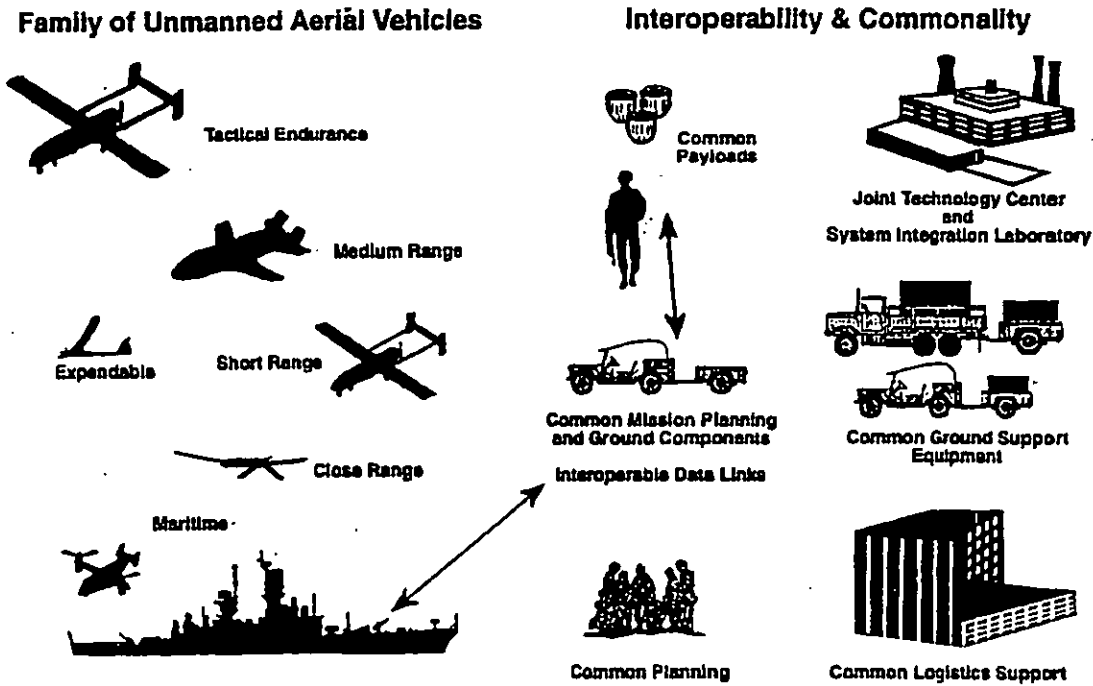 Family of Unmanned Aerial Vehicles
Tactical Endurance
Medium Range
Expendable
Short Range
Close Range
Maritime
Interoperability & Commonality
Common
Payloads
Joint Technology Center
and
System Integration Laboratory
Common Mission Planning
and Ground Components
Interoperable Data Links
Common Ground Support
Equipment
Common Planning
Common Logistics Support